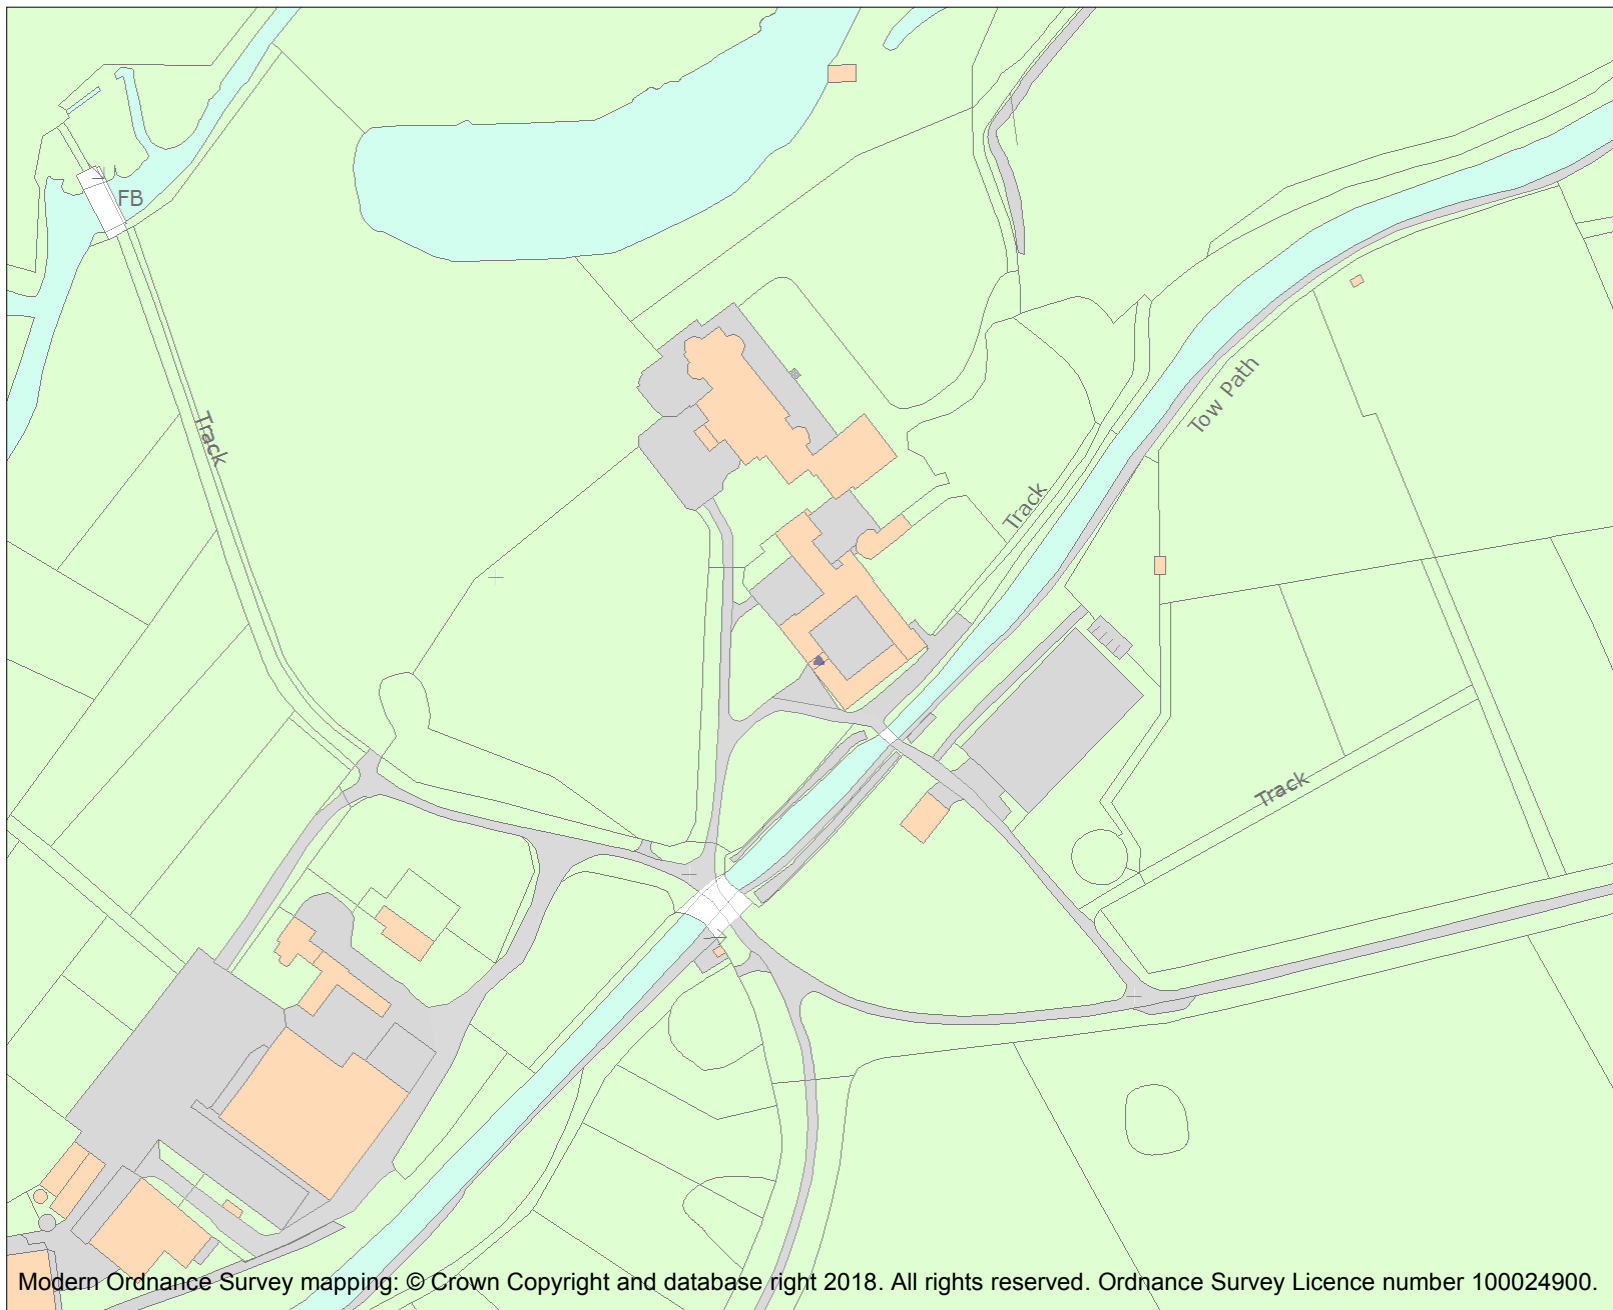 FB
Tow Path
Track
Track
Track
Modern Ordnance Survey mapping: © Crown Copyright and database right 2018. All rights reserved. Ordnance Survey Licence number 100024900.